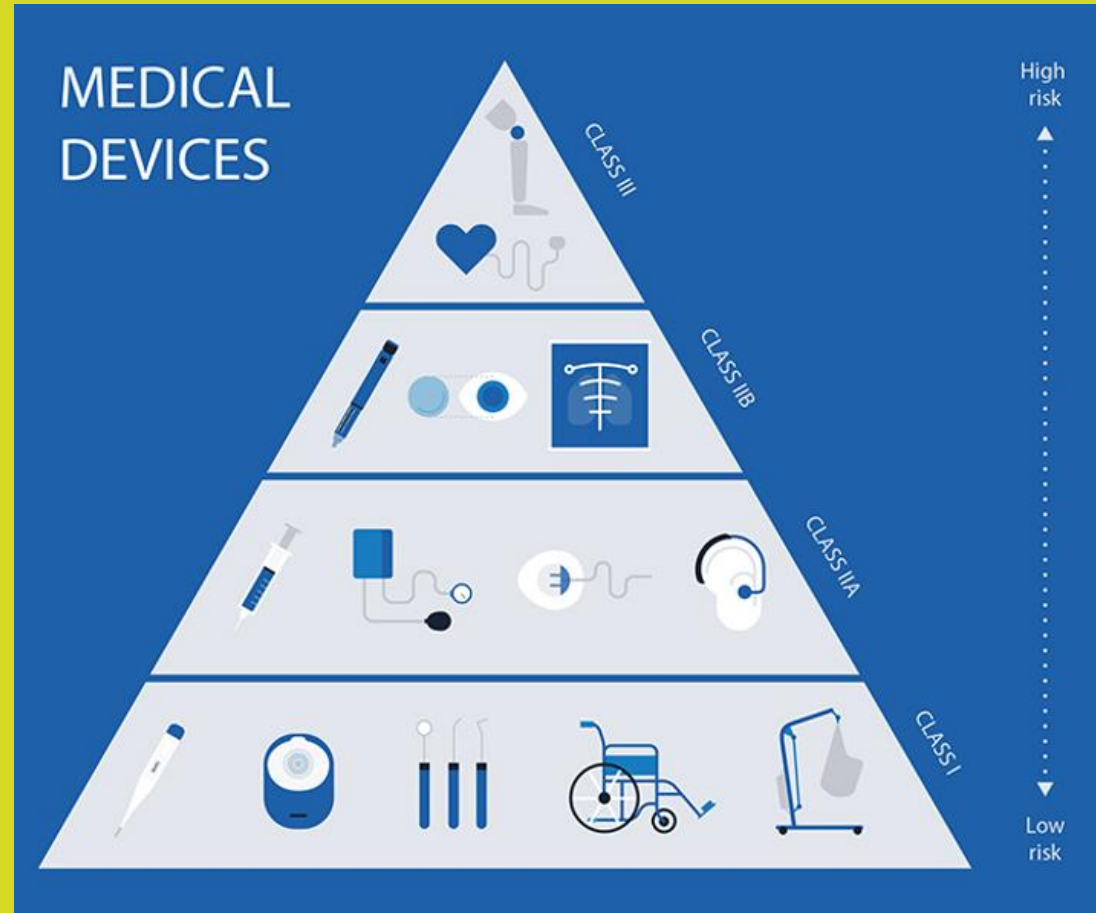 MEDICAL
DEVICES
High
risk
CLASS III
CLASS IIB
CLASS IIA
CLASS I
Low
risk